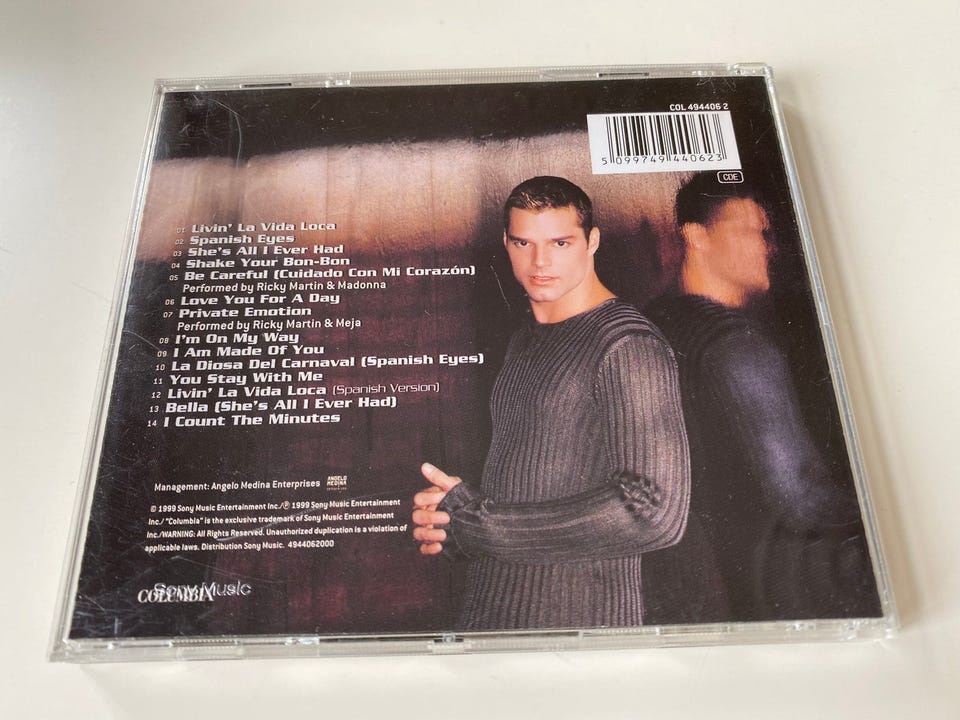 COL 494406 2
5 099749 440623
CDE
01 Livin' La Vida Loca
02 Spanish Eyes
03 She's All I Ever Had
04 Shake Your Bon-Bon
05 Be Careful (Cuidado Con Mi Corazón)
Performed by Ricky Martin & Madonna
06 Love You For A Day
07 Private Emotion
Performed by Ricky Martin & Meja
08 I'm On My Way
09 I Am Made Of You
10 La Diosa Del Carnaval (Spanish Eyes)
11 You Stay With Me
12 Livin' La Vida Loca (Spanish Version)
13 Bella (She's All I Ever Had)
14 I Count The Minutes
Management: Angelo Medina Enterprises
ANGELO
MEDINA
© 1999 Sony Music Entertainment Inc./℗ 1999 Sony Music Entertainment
Inc./ "Columbia" is the exclusive trademark of Sony Music Entertainment
Inc./WARNING: All Rights Reserved. Unauthorized duplication is a violation of
applicable laws. Distribution Sony Music. 4944062000
COLUMBIA
Sony Music